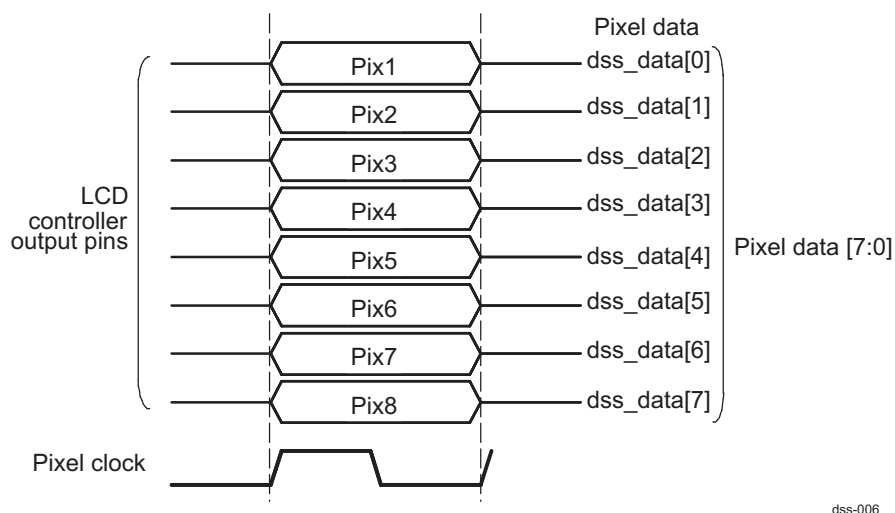 Pixel data
Pix1 dss_data[0]
Pix2 dss_data[1]
Pix3 dss_data[2]
LCD
controller
output pins
Pix4 dss_data[3]
Pix5 dss_data[4]
Pixel data [7:0]
Pix6 dss_data[5]
Pix7 dss_data[6]
Pix8 dss_data[7]
Pixel clock
dss-006